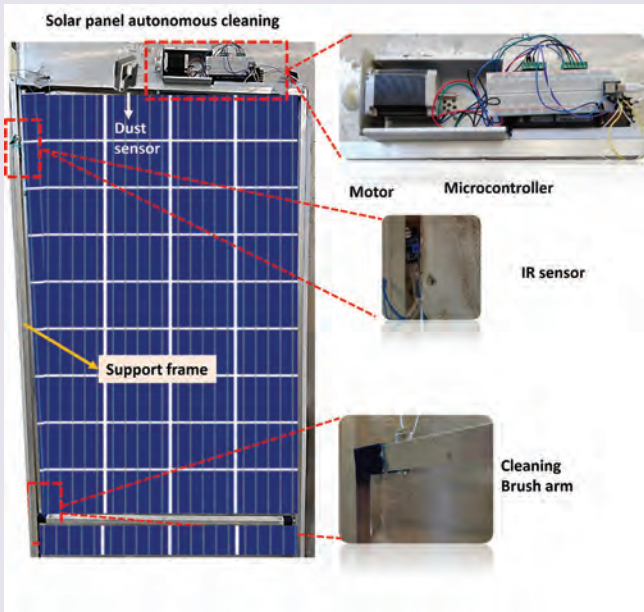 Solar panel autonomous cleaning
Dust
sensor
Motor
Microcontroller
IR sensor
Support frame
Cleaning
Brush arm